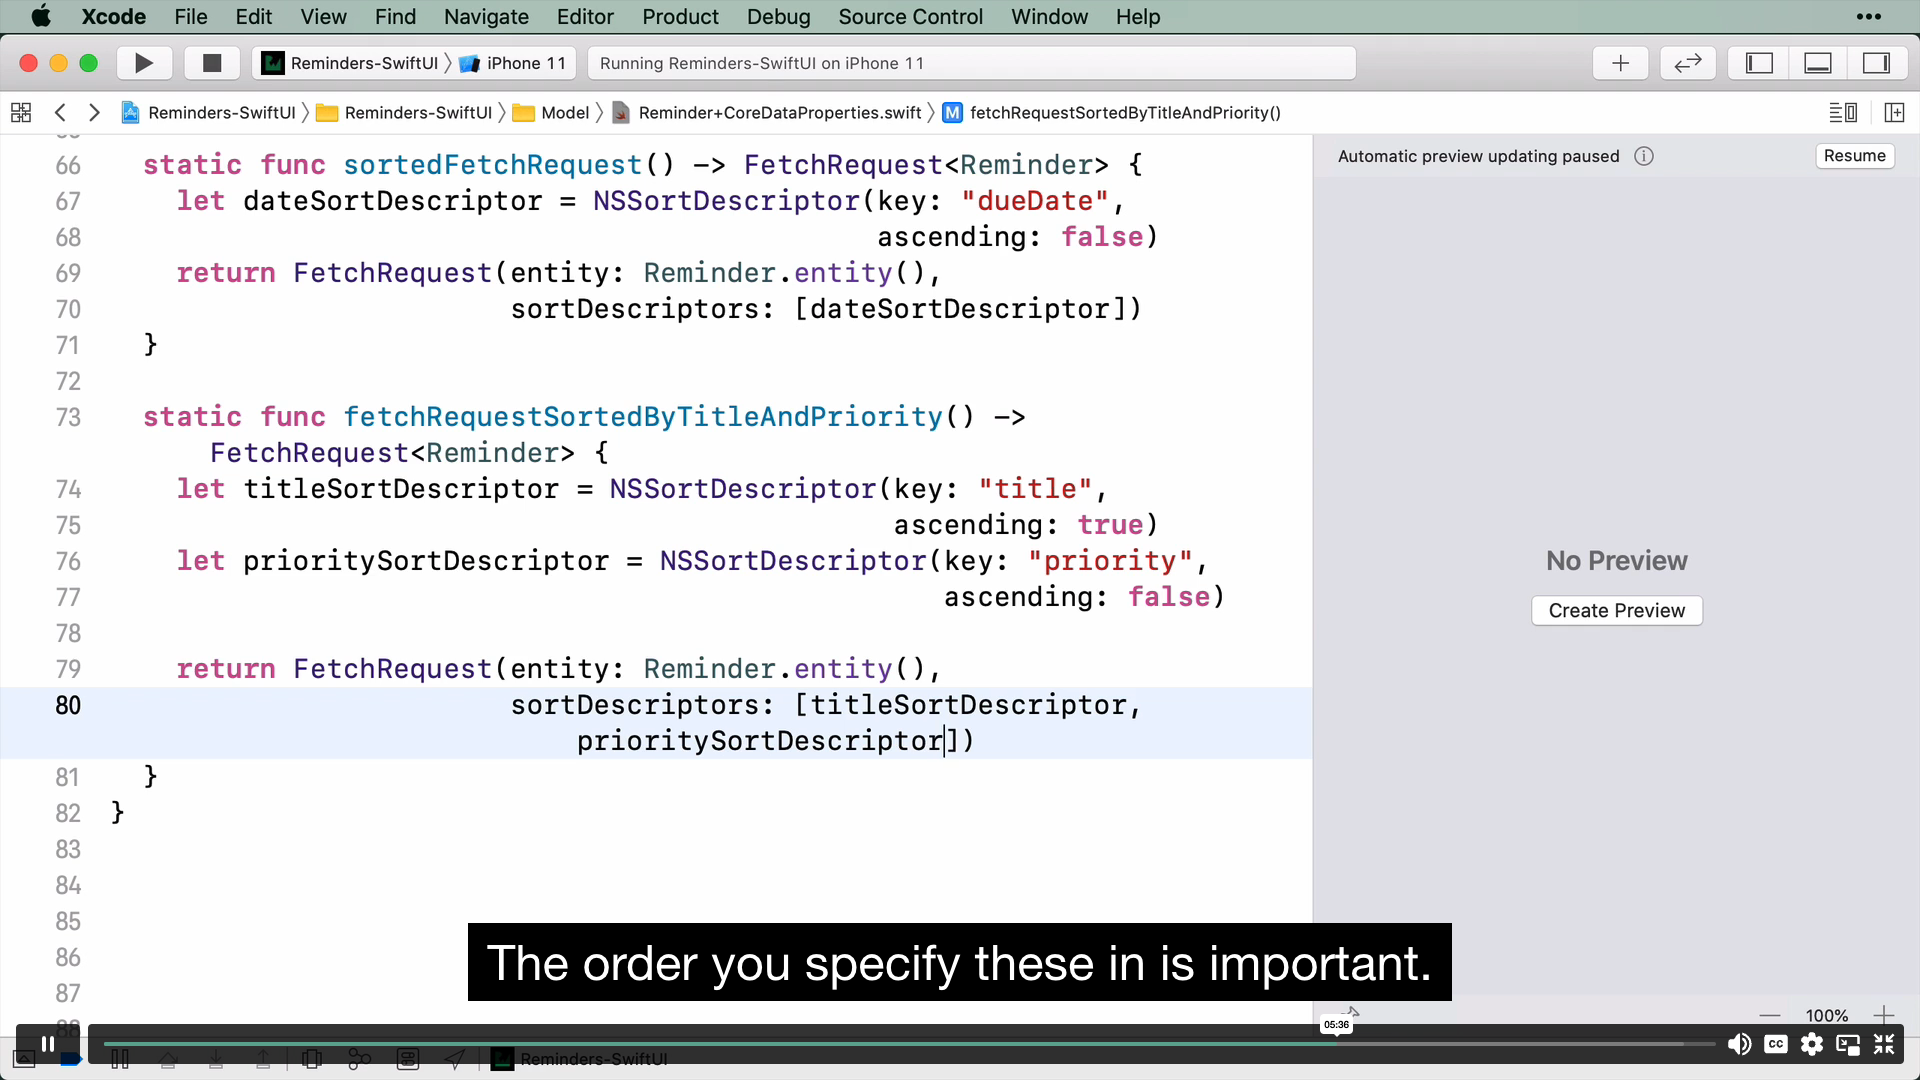 Xcode File Edit View Find Navigate Editor Product Debug Source Control Window Help
Reminders-SwiftUI iPhone 11 Running Reminders-SwiftUI on iPhone 11
Reminders-SwiftUI Reminders-SwiftUI Model Reminder+CoreDataProperties.swift M fetchRequestSortedByTitleAndPriority()
Automatic preview updating paused Resume
66 static func sortedFetchRequest() -> FetchRequest<Reminder> {
67 let dateSortDescriptor = NSSortDescriptor(key: "dueDate",
68 ascending: false)
69 return FetchRequest(entity: Reminder.entity(),
70 sortDescriptors: [dateSortDescriptor])
71 }
72
73 static func fetchRequestSortedByTitleAndPriority() ->
FetchRequest<Reminder> {
74 let titleSortDescriptor = NSSortDescriptor(key: "title",
75 ascending: true)
76 let prioritySortDescriptor = NSSortDescriptor(key: "priority",
77 ascending: false)
78
79 return FetchRequest(entity: Reminder.entity(),
80 sortDescriptors: [titleSortDescriptor,
prioritySortDescriptor])
81 }
82 }
83
84
85
86
87
88
No Preview
Create Preview
The order you specify these in is important.
100%
05:36
CC
Reminders-SwiftUI